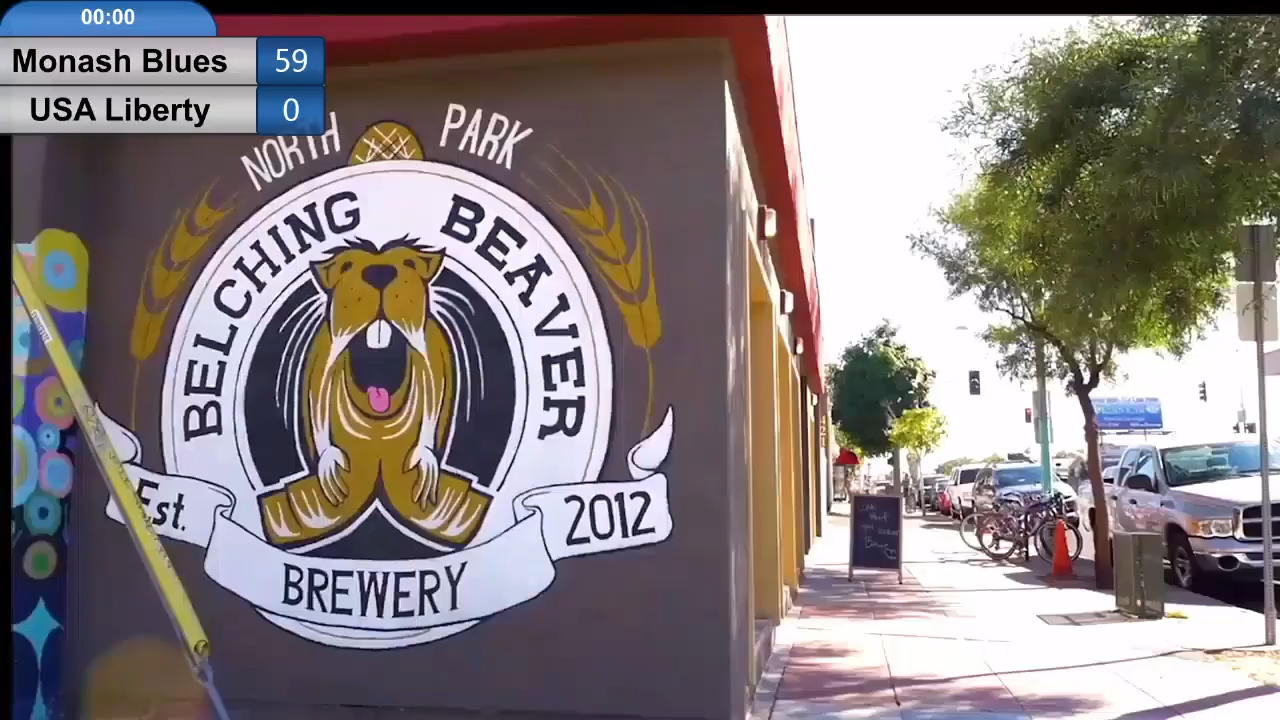 00:00
Monash Blues 59
USA Liberty 0
NORTH PARK
BELCHING BEAVER
Est. 2012
BREWERY